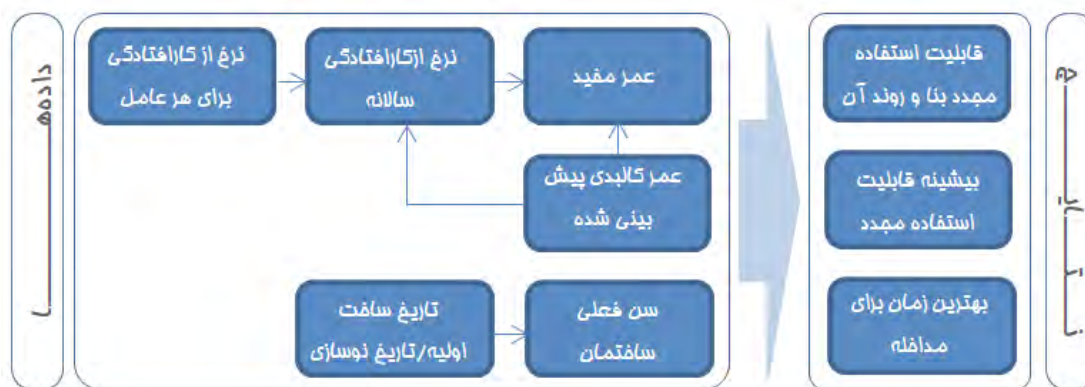 داده‌ها
نرخ از کارافتادگی
برای هر عامل
نرخ ازکارافتادگی
سالانه
عمر مفید
عمر کالبدی پیش
بینی شده
تاریخ ساخت
اولیه/تاریخ نوسازی
سن فعلی
ساختمان
قابلیت استفاده
مجدد بنا و روند آن
بیشینه قابلیت
استفاده مجدد
بهترین زمان برای
مداخله